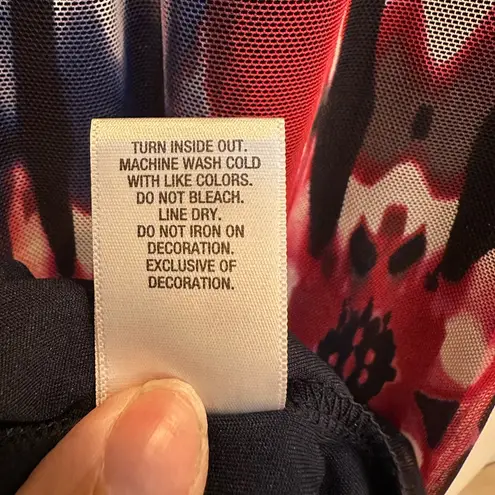 TURN INSIDE OUT.
MACHINE WASH COLD
WITH LIKE COLORS.
DO NOT BLEACH.
LINE DRY.
DO NOT IRON ON
DECORATION.
EXCLUSIVE OF
DECORATION.